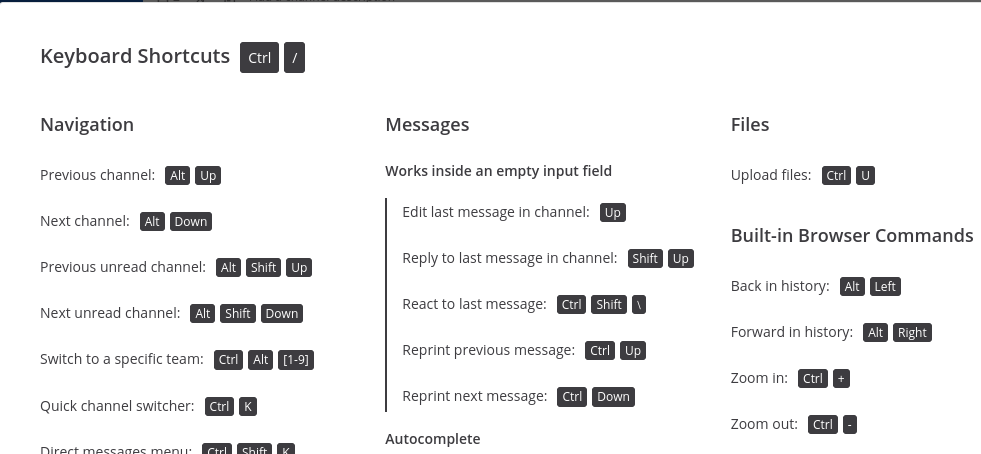 Keyboard Shortcuts Ctrl /
Navigation
Previous channel: Alt Up
Next channel: Alt Down
Previous unread channel: Alt Shift Up
Next unread channel: Alt Shift Down
Switch to a specific team: Ctrl Alt [1-9]
Quick channel switcher: Ctrl K
Direct messages menu: Ctrl Shift K
Messages
Works inside an empty input field
Edit last message in channel: Up
Reply to last message in channel: Shift Up
React to last message: Ctrl Shift \
Reprint previous message: Ctrl Up
Reprint next message: Ctrl Down
Autocomplete
Files
Upload files: Ctrl U
Built-in Browser Commands
Back in history: Alt Left
Forward in history: Alt Right
Zoom in: Ctrl +
Zoom out: Ctrl -